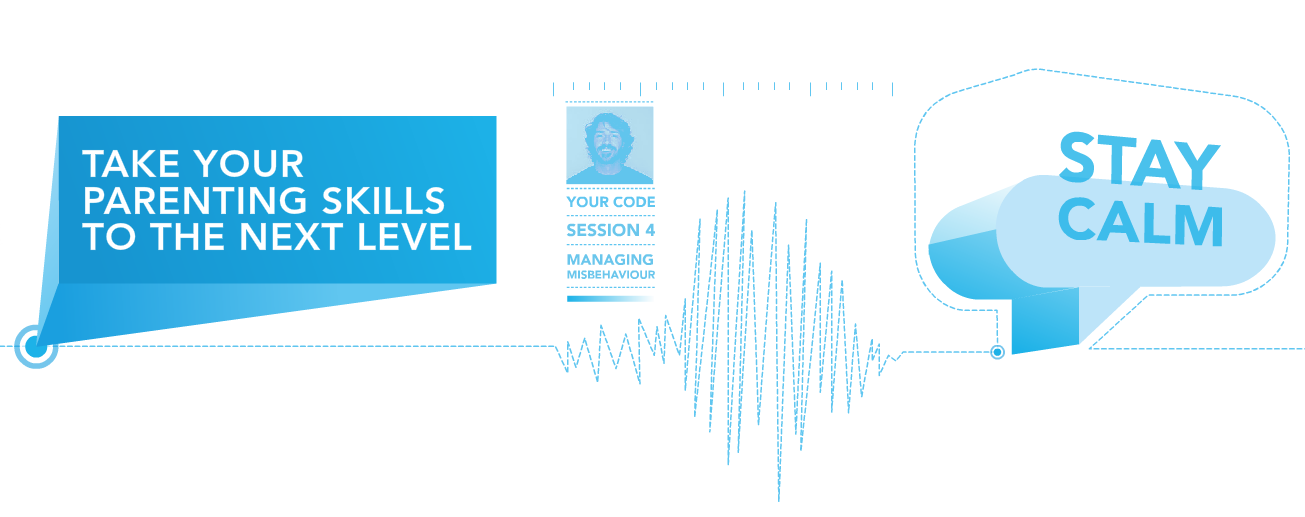 TAKE YOUR
PARENTING SKILLS
TO THE NEXT LEVEL
YOUR CODE
SESSION 4
MANAGING
MISBEHAVIOUR
STAY
CALM